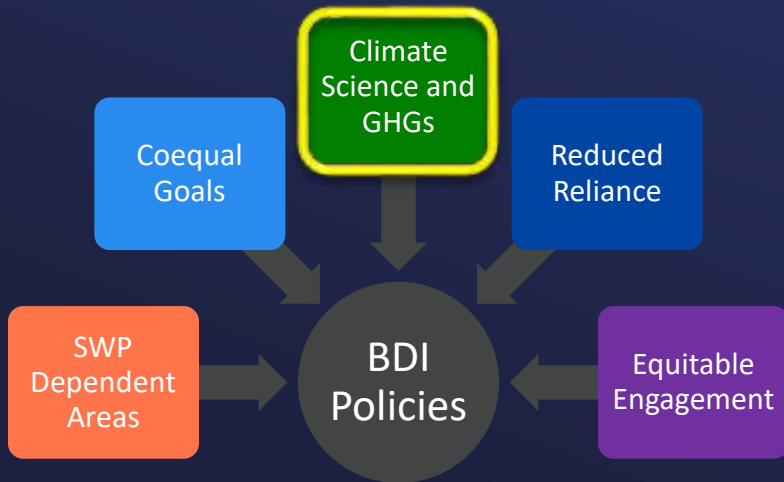 Climate
Science and
GHGs
Coequal
Goals
Reduced
Reliance
SWP
Dependent
Areas
BDI
Policies
Equitable
Engagement